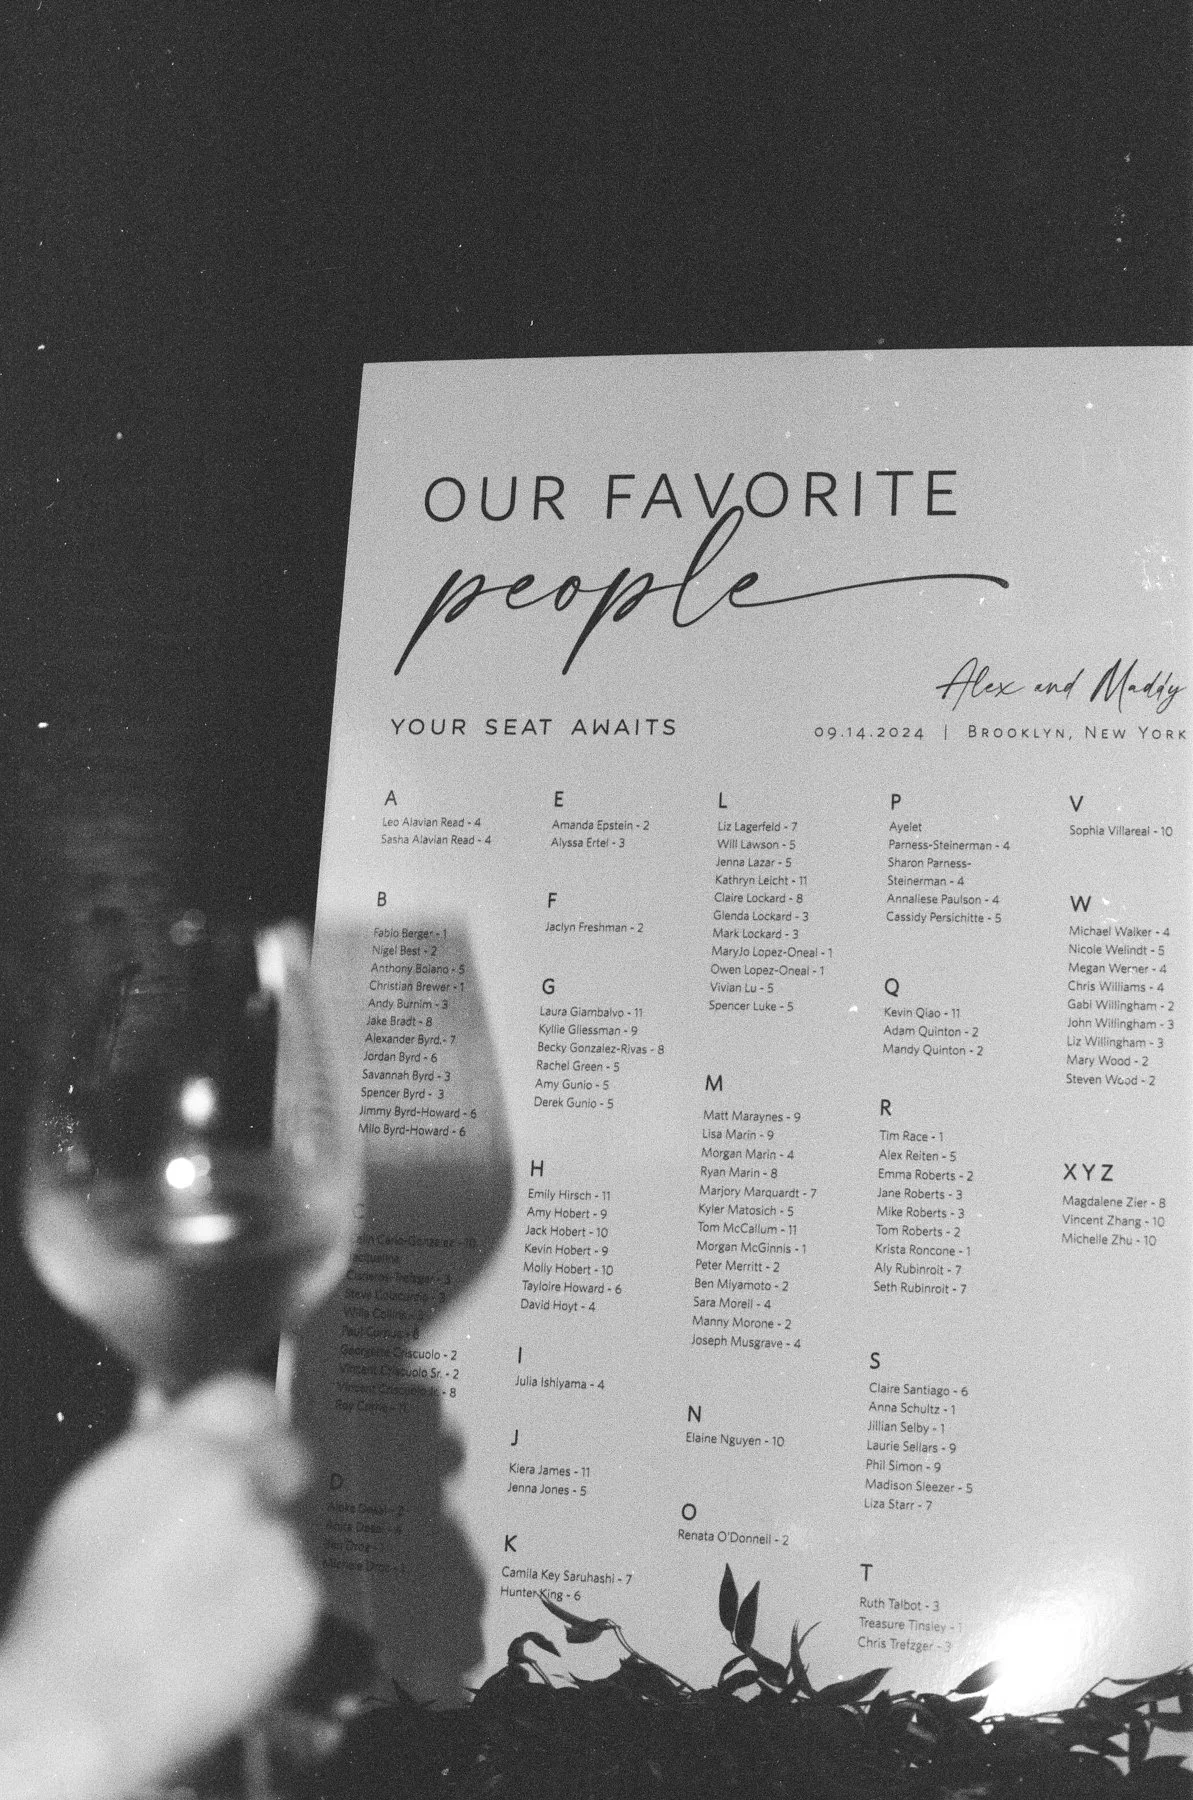 OUR FAVORITE
people
Alex and Maddy
YOUR SEAT AWAITS
09.14.2024 | BROOKLYN, NEW YORK
A
Leo Alavian Read - 4
Sasha Alavian Read - 4
B
Fabio Berger - 1
Nigel Best - 2
Anthony Boiano - 5
Christian Brewer - 1
Andy Burnim - 3
Jake Bradt - 8
Alexander Byrd - 7
Jordan Byrd - 6
Savannah Byrd - 3
Spencer Byrd - 3
Jimmy Byrd-Howard - 6
Milo Byrd-Howard - 6
Criscuolo - 2
Vincent Criscuolo Sr. - 2
Vincent Criscuolo Jr. - 8
D
E
Amanda Epstein - 2
Alyssa Ertel - 3
F
Jaclyn Freshman - 2
G
Laura Giambalvo - 11
Kyllie Gliessman - 9
Becky Gonzalez-Rivas - 8
Rachel Green - 5
Amy Gunio - 5
Derek Gunio - 5
H
Emily Hirsch - 11
Amy Hobert - 9
Jack Hobert - 10
Kevin Hobert - 9
Molly Hobert - 10
Tayloire Howard - 6
David Hoyt - 4
I
Julia Ishiyama - 4
J
Kiera James - 11
Jenna Jones - 5
K
Camila Key Saruhashi - 7
Hunter King - 6
L
Liz Lagerfeld - 7
Will Lawson - 5
Jenna Lazar - 5
Kathryn Leicht - 11
Claire Lockard - 8
Glenda Lockard - 3
Mark Lockard - 3
MaryJo Lopez-Oneal - 1
Owen Lopez-Oneal - 1
Vivian Lu - 5
Spencer Luke - 5
M
Matt Maraynes - 9
Lisa Marin - 9
Morgan Marin - 4
Ryan Marin - 8
Marjory Marquardt - 7
Kyler Matosich - 5
Tom McCallum - 11
Morgan McGinnis - 1
Peter Merritt - 2
Ben Miyamoto - 2
Sara Moreil - 4
Manny Morone - 2
Joseph Musgrave - 4
N
Elaine Nguyen - 10
O
Renata O'Donnell - 2
P
Ayelet
Parness-Steinerman - 4
Sharon Parness-
Steinerman - 4
Annaliese Paulson - 4
Cassidy Persichitte - 5
Q
Kevin Qiao - 11
Adam Quinton - 2
Mandy Quinton - 2
R
Tim Race - 1
Alex Reiten - 5
Emma Roberts - 2
Jane Roberts - 3
Mike Roberts - 3
Tom Roberts - 2
Krista Roncone - 1
Aly Rubinroit - 7
Seth Rubinroit - 7
S
Claire Santiago - 6
Anna Schultz - 1
Jillian Selby - 1
Laurie Sellars - 9
Phil Simon - 9
Madison Sleezer - 5
Liza Starr - 7
T
Ruth Talbot - 3
Treasure Tinsley - 1
Chris Trefzger - 3
V
Sophia Villareal - 10
W
Michael Walker - 4
Nicole Welindt - 5
Megan Werner - 4
Chris Williams - 4
Gabi Willingham - 2
John Willingham - 3
Liz Willingham - 3
Mary Wood - 2
Steven Wood - 2
XYZ
Magdalene Zier - 8
Vincent Zhang - 10
Michelle Zhu - 10